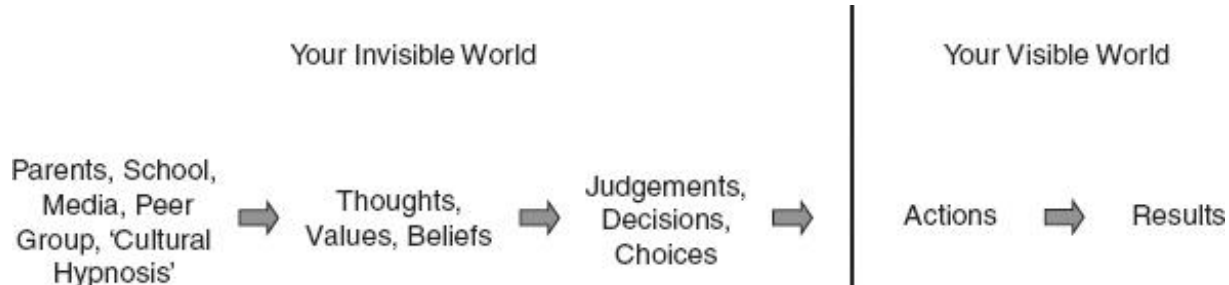 Your Invisible World
Your Visible World
Parents, School,
Media, Peer
Group, ‘Cultural
Hypnosis’
Thoughts,
Values, Beliefs
Judgements,
Decisions,
Choices
Actions
Results